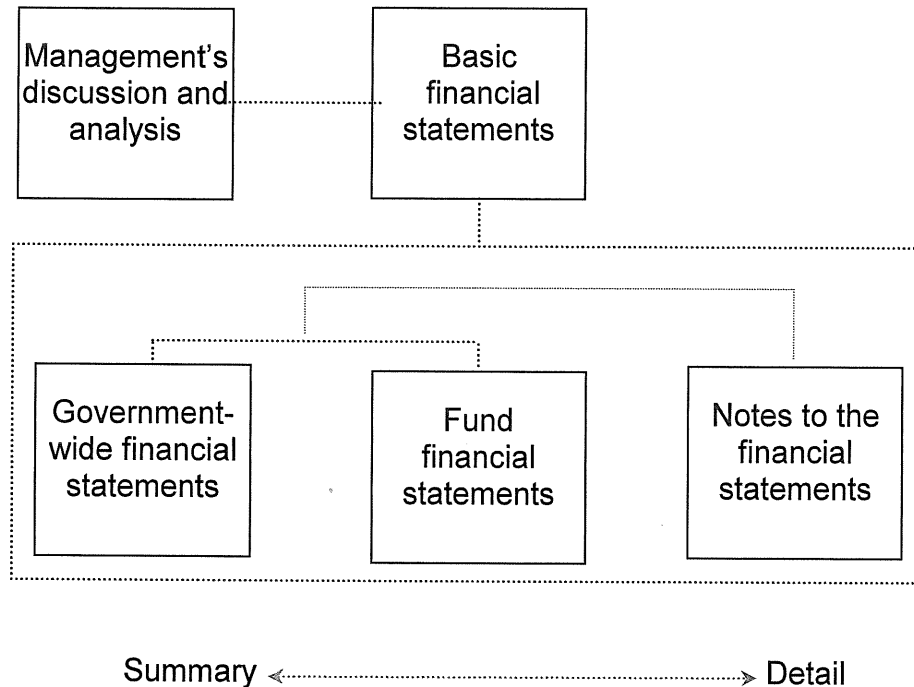 Management's
discussion and
analysis
Basic
financial
statements
Government-
wide financial
statements
Fund
financial
statements
Notes to the
financial
statements
Summary
Detail